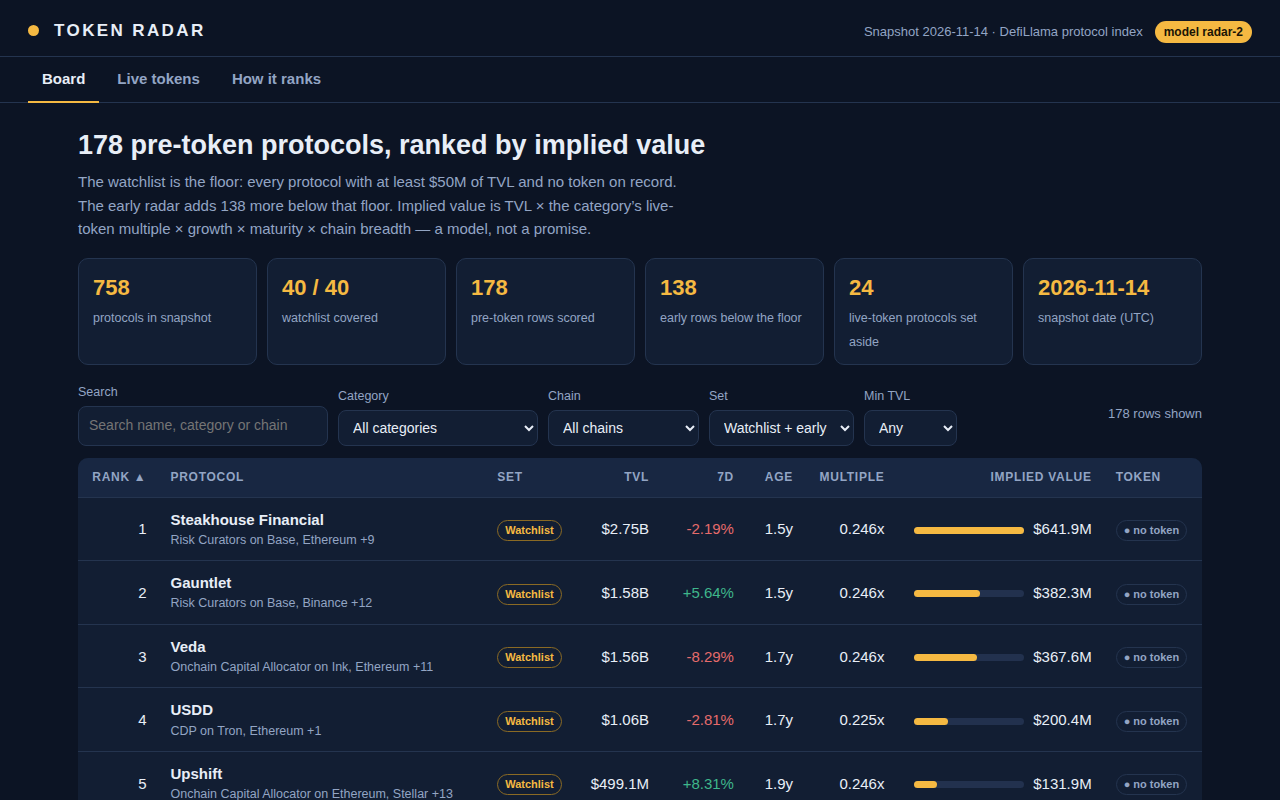 TOKEN RADAR
Snapshot 2026-11-14 · DefiLlama protocol index
model radar-2
Board
Live tokens
How it ranks
178 pre-token protocols, ranked by implied value
The watchlist is the floor: every protocol with at least $50M of TVL and no token on record.
The early radar adds 138 more below that floor. Implied value is TVL × the category's live-
token multiple × growth × maturity × chain breadth — a model, not a promise.
758
protocols in snapshot
40 / 40
watchlist covered
178
pre-token rows scored
138
early rows below the floor
24
live-token protocols set
aside
2026-11-14
snapshot date (UTC)
Search
Search name, category or chain
Category
All categories
Chain
All chains
Set
Watchlist + early
Min TVL
Any
178 rows shown
RANK ▲ PROTOCOL SET TVL 7D AGE MULTIPLE IMPLIED VALUE TOKEN
1 Steakhouse Financial Watchlist $2.75B -2.19% 1.5y 0.246x $641.9M ● no token
Risk Curators on Base, Ethereum +9
2 Gauntlet Watchlist $1.58B +5.64% 1.5y 0.246x $382.3M ● no token
Risk Curators on Base, Binance +12
3 Veda Watchlist $1.56B -8.29% 1.7y 0.246x $367.6M ● no token
Onchain Capital Allocator on Ink, Ethereum +11
4 USDD Watchlist $1.06B -2.81% 1.7y 0.225x $200.4M ● no token
CDP on Tron, Ethereum +1
5 Upshift Watchlist $499.1M +8.31% 1.9y 0.246x $131.9M ● no token
Onchain Capital Allocator on Ethereum, Stellar +13